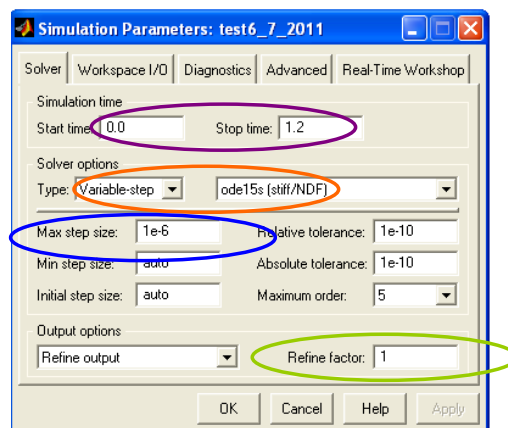 Simulation Parameters: test6_7_2011
Solver Workspace I/O Diagnostics Advanced Real-Time Workshop
Simulation time
Start time: 0.0 Stop time: 1.2
Solver options
Type: Variable-step ode15s (stiff/NDF)
Max step size: 1e-6 Relative tolerance: 1e-10
Min step size: auto Absolute tolerance: 1e-10
Initial step size: auto Maximum order: 5
Output options
Refine output Refine factor: 1
OK Cancel Help Apply